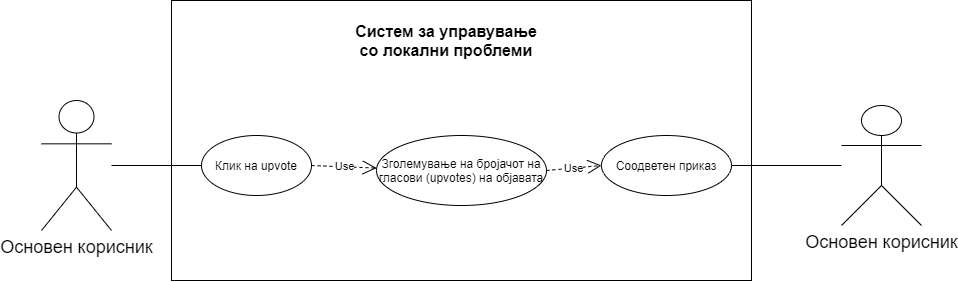 Систем за управување
со локални проблеми
Клик на upvote
Use
Зголемување на бројачот на
гласови (upvotes) на објавата
Use
Соодветен приказ
Основен корисник
Основен корисник